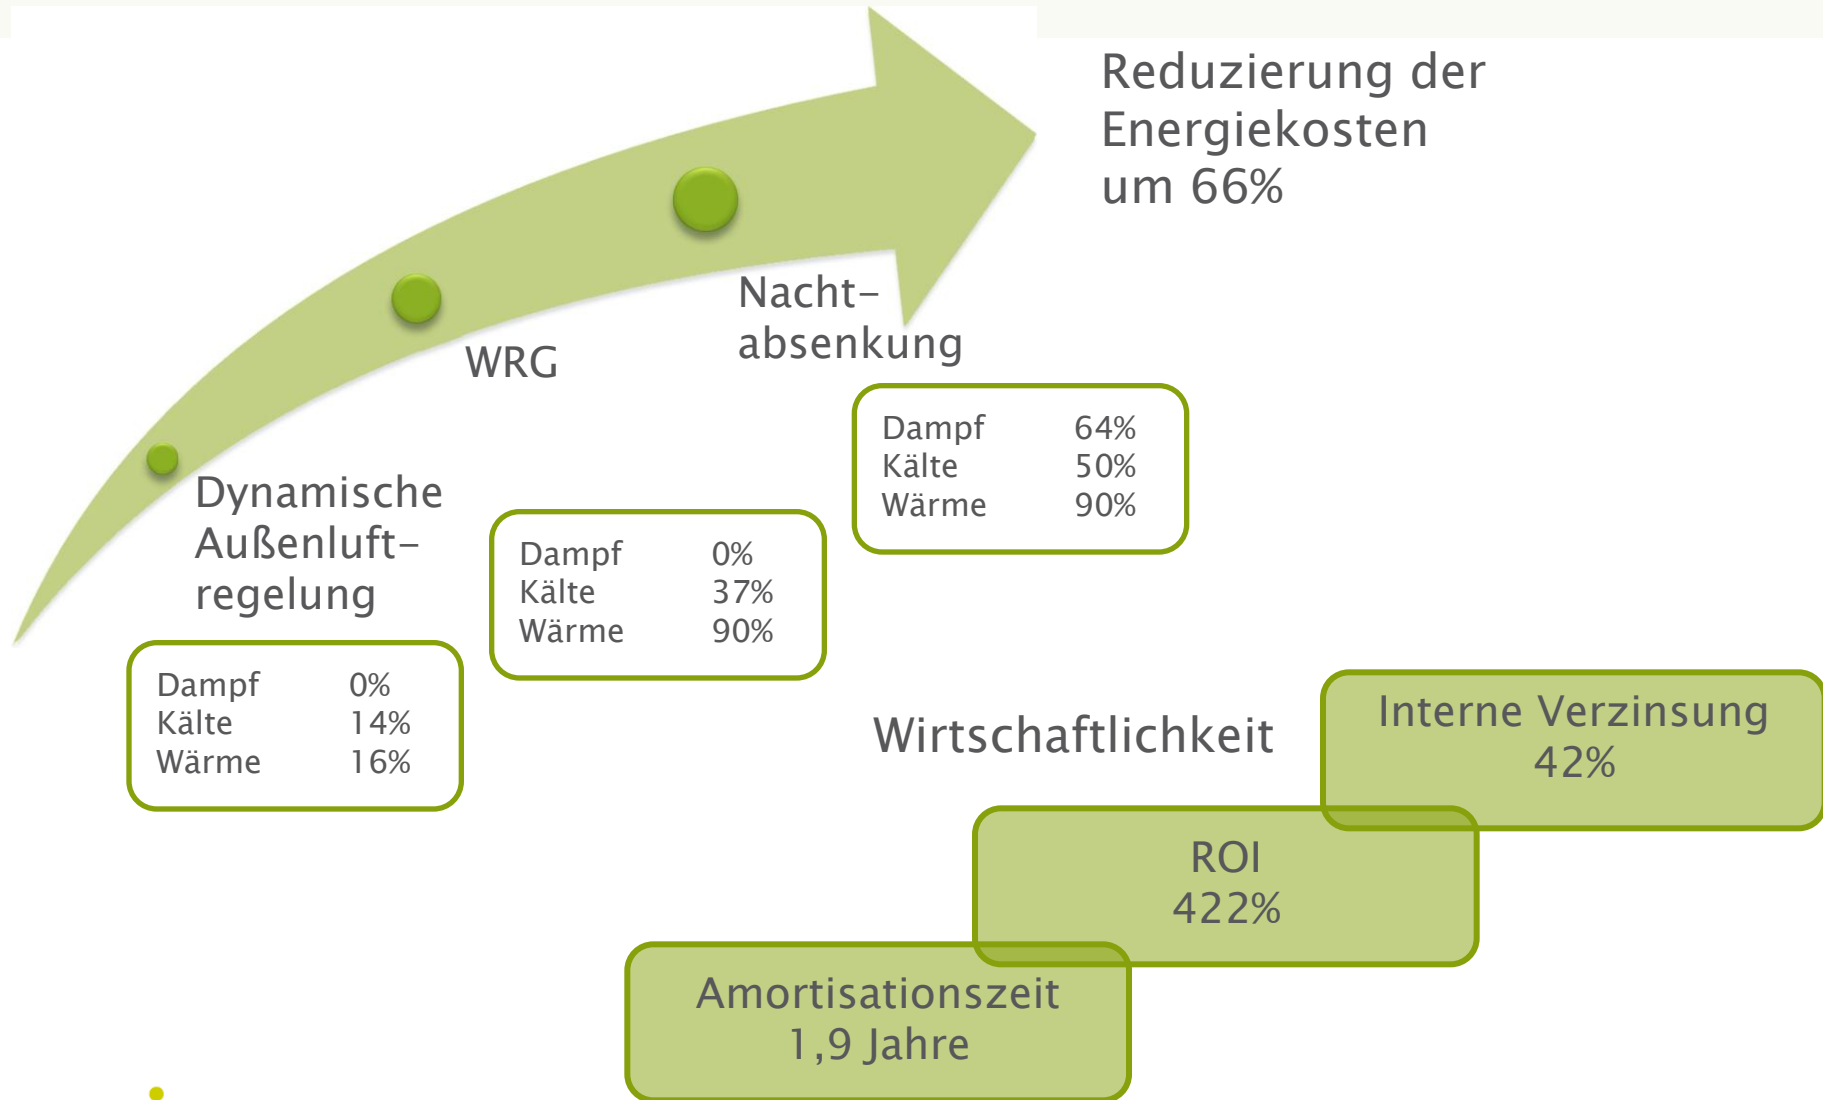 Reduzierung der
Energiekosten
um 66%
Nacht-
absenkung
WRG
Dynamische
Außenluft-
regelung
Dampf 64%
Kälte 50%
Wärme 90%
Dampf 0%
Kälte 37%
Wärme 90%
Dampf 0%
Kälte 14%
Wärme 16%
Wirtschaftlichkeit
Interne Verzinsung
42%
ROI
422%
Amortisationszeit
1,9 Jahre